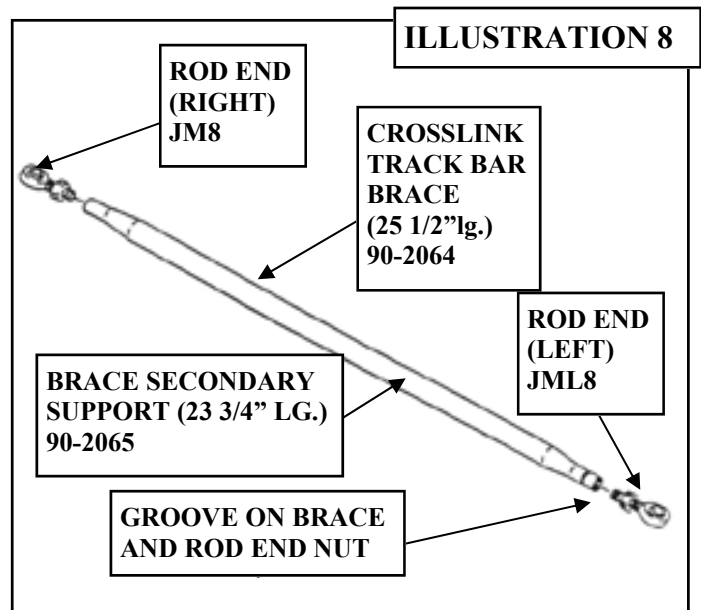 ILLUSTRATION 8
ROD END
(RIGHT)
JM8
CROSSLINK
TRACK BAR
BRACE
(25 1/2”lg.)
90-2064
ROD END
(LEFT)
JML8
BRACE SECONDARY
SUPPORT (23 3/4” LG.)
90-2065
GROOVE ON BRACE
AND ROD END NUT